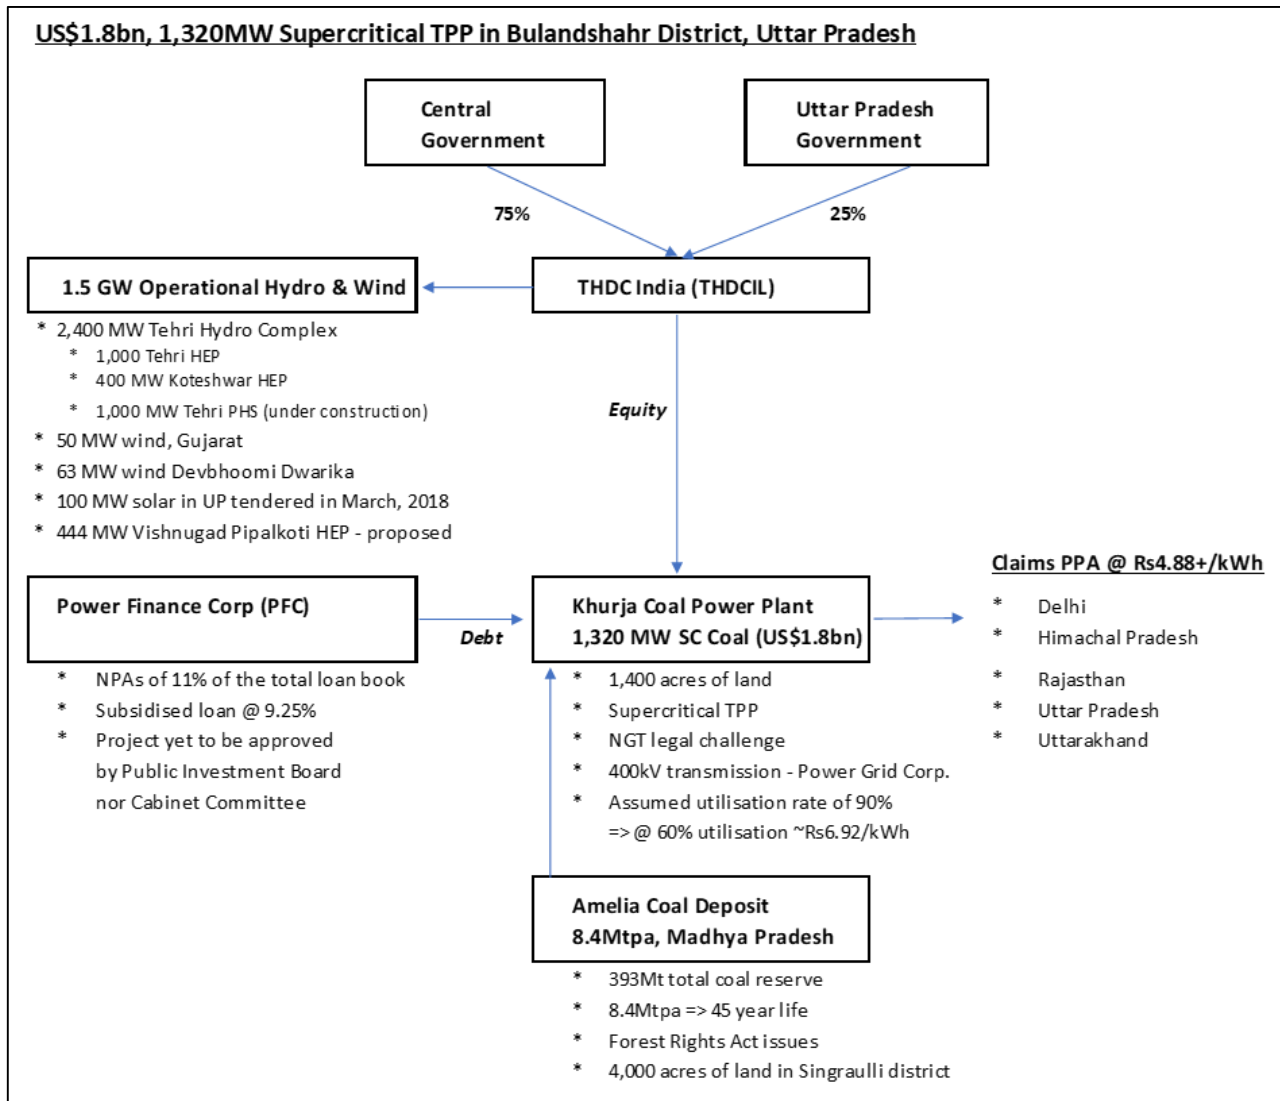 US$1.8bn, 1,320MW Supercritical TPP in Bulandshahr District, Uttar Pradesh
Central
Government
Uttar Pradesh
Government
75%
25%
1.5 GW Operational Hydro & Wind
THDC India (THDCIL)
* 2,400 MW Tehri Hydro Complex
* 1,000 Tehri HEP
* 400 MW Koteshwar HEP
* 1,000 MW Tehri PHS (under construction)
* 50 MW wind, Gujarat
* 63 MW wind Devbhoomi Dwarika
* 100 MW solar in UP tendered in March, 2018
* 444 MW Vishnugad Pipalkoti HEP - proposed
Equity
Power Finance Corp (PFC)
Debt
* NPAs of 11% of the total loan book
* Subsidised loan @ 9.25%
* Project yet to be approved
by Public Investment Board
nor Cabinet Committee
Khurja Coal Power Plant
1,320 MW SC Coal (US$1.8bn)
* 1,400 acres of land
* Supercritical TPP
* NGT legal challenge
* 400kV transmission - Power Grid Corp.
* Assumed utilisation rate of 90%
=> @ 60% utilisation ~Rs6.92/kWh
Claims PPA @ Rs4.88+/kWh
* Delhi
* Himachal Pradesh
* Rajasthan
* Uttar Pradesh
* Uttarakhand
Amelia Coal Deposit
8.4Mtpa, Madhya Pradesh
* 393Mt total coal reserve
* 8.4Mtpa => 45 year life
* Forest Rights Act issues
* 4,000 acres of land in Singraulli district